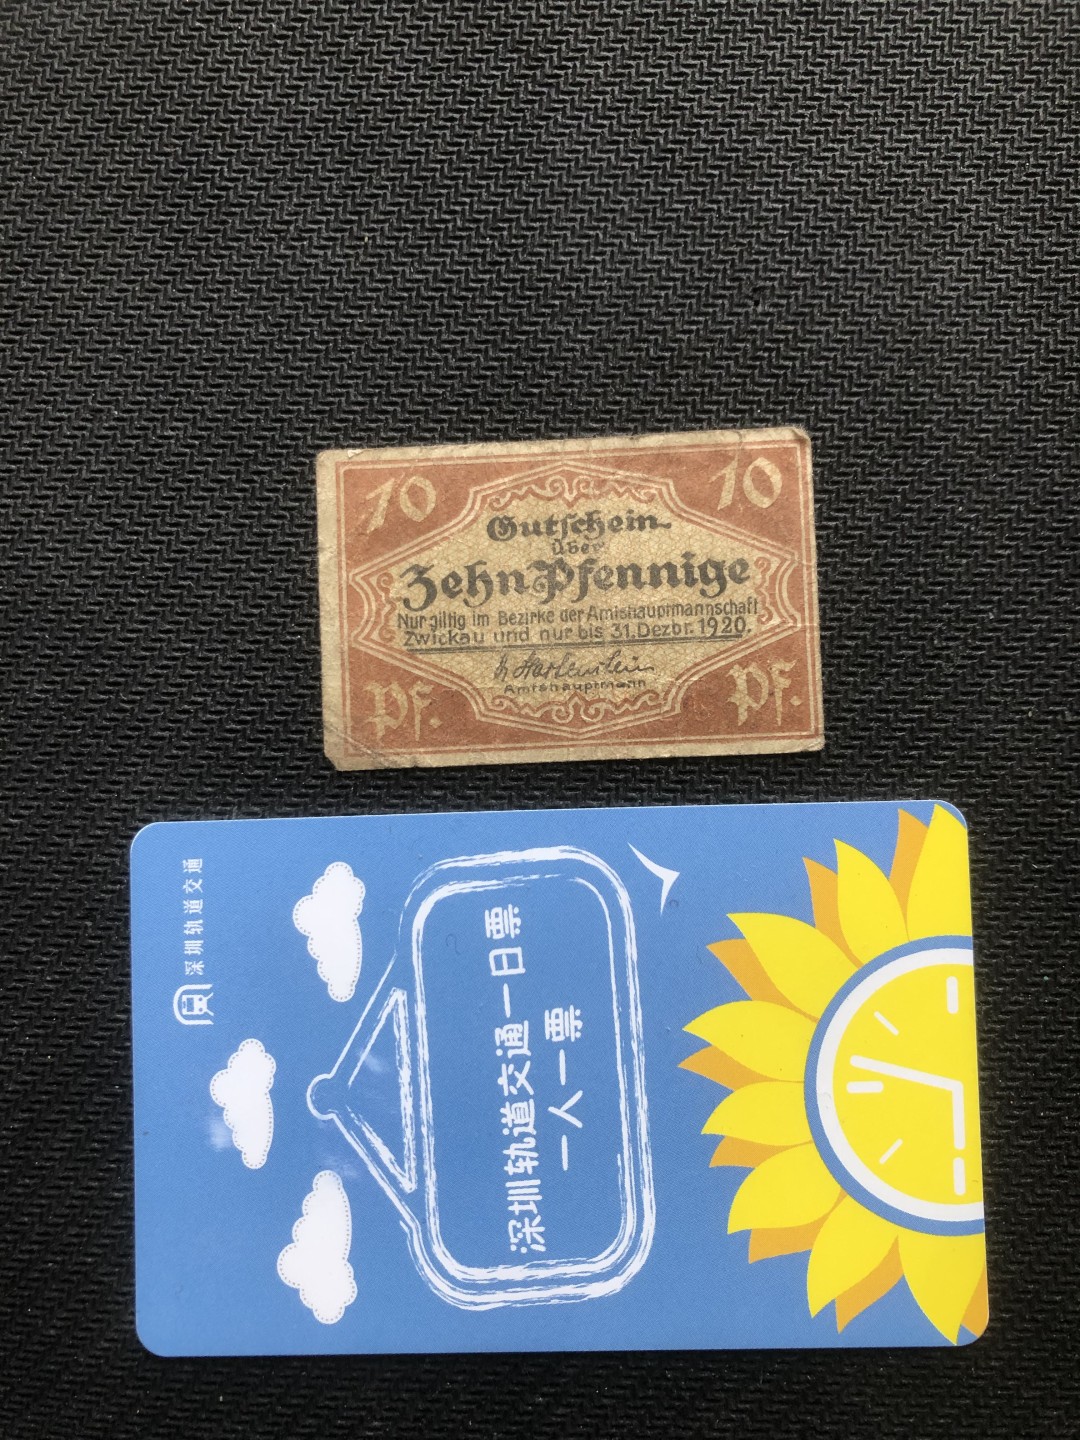 10
10
Gutschein
über
Zehn Pfennige
Nur giltig im Bezirke der Amtshauptmannschaft
Zwickau und nur bis 31. Dezbr. 1920.
Amtshauptmann
Pf.
Pf.
深圳轨道交通
深圳轨道交通一日票
一人一票